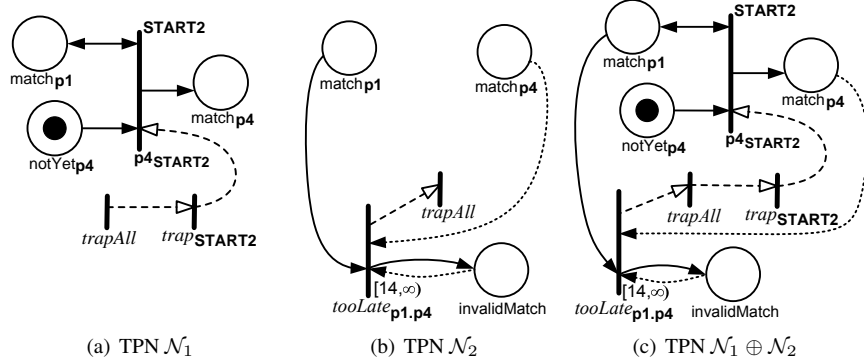 START2
match p1
match p4
notYet p4
p4 START2
trapAll
trap START2
(a) TPN N1
match p1
match p4
trapAll
[14,∞)
tooLate p1.p4
invalidMatch
(b) TPN N2
START2
match p1
match p4
notYet p4
p4 START2
trapAll
trap START2
[14,∞)
tooLate p1.p4
invalidMatch
(c) TPN N1 ⊕ N2